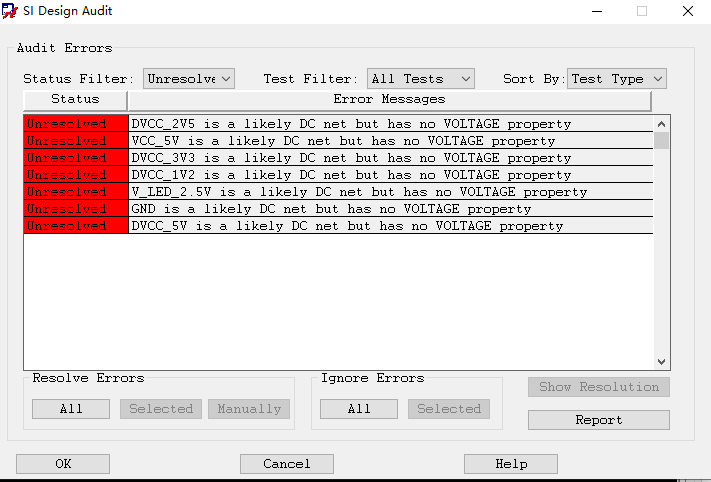 SI Design Audit
Audit Errors
Status Filter: Unresolve Test Filter: All Tests Sort By: Test Type
Status Error Messages
Unresolved DVCC_2V5 is a likely DC net but has no VOLTAGE property
Unresolved VCC_5V is a likely DC net but has no VOLTAGE property
Unresolved DVCC_3V3 is a likely DC net but has no VOLTAGE property
Unresolved DVCC_1V2 is a likely DC net but has no VOLTAGE property
Unresolved V_LED_2.5V is a likely DC net but has no VOLTAGE property
Unresolved GND is a likely DC net but has no VOLTAGE property
Unresolved DVCC_5V is a likely DC net but has no VOLTAGE property
Resolve Errors Ignore Errors
Show Resolution
All Selected Manually All Selected
Report
OK Cancel Help